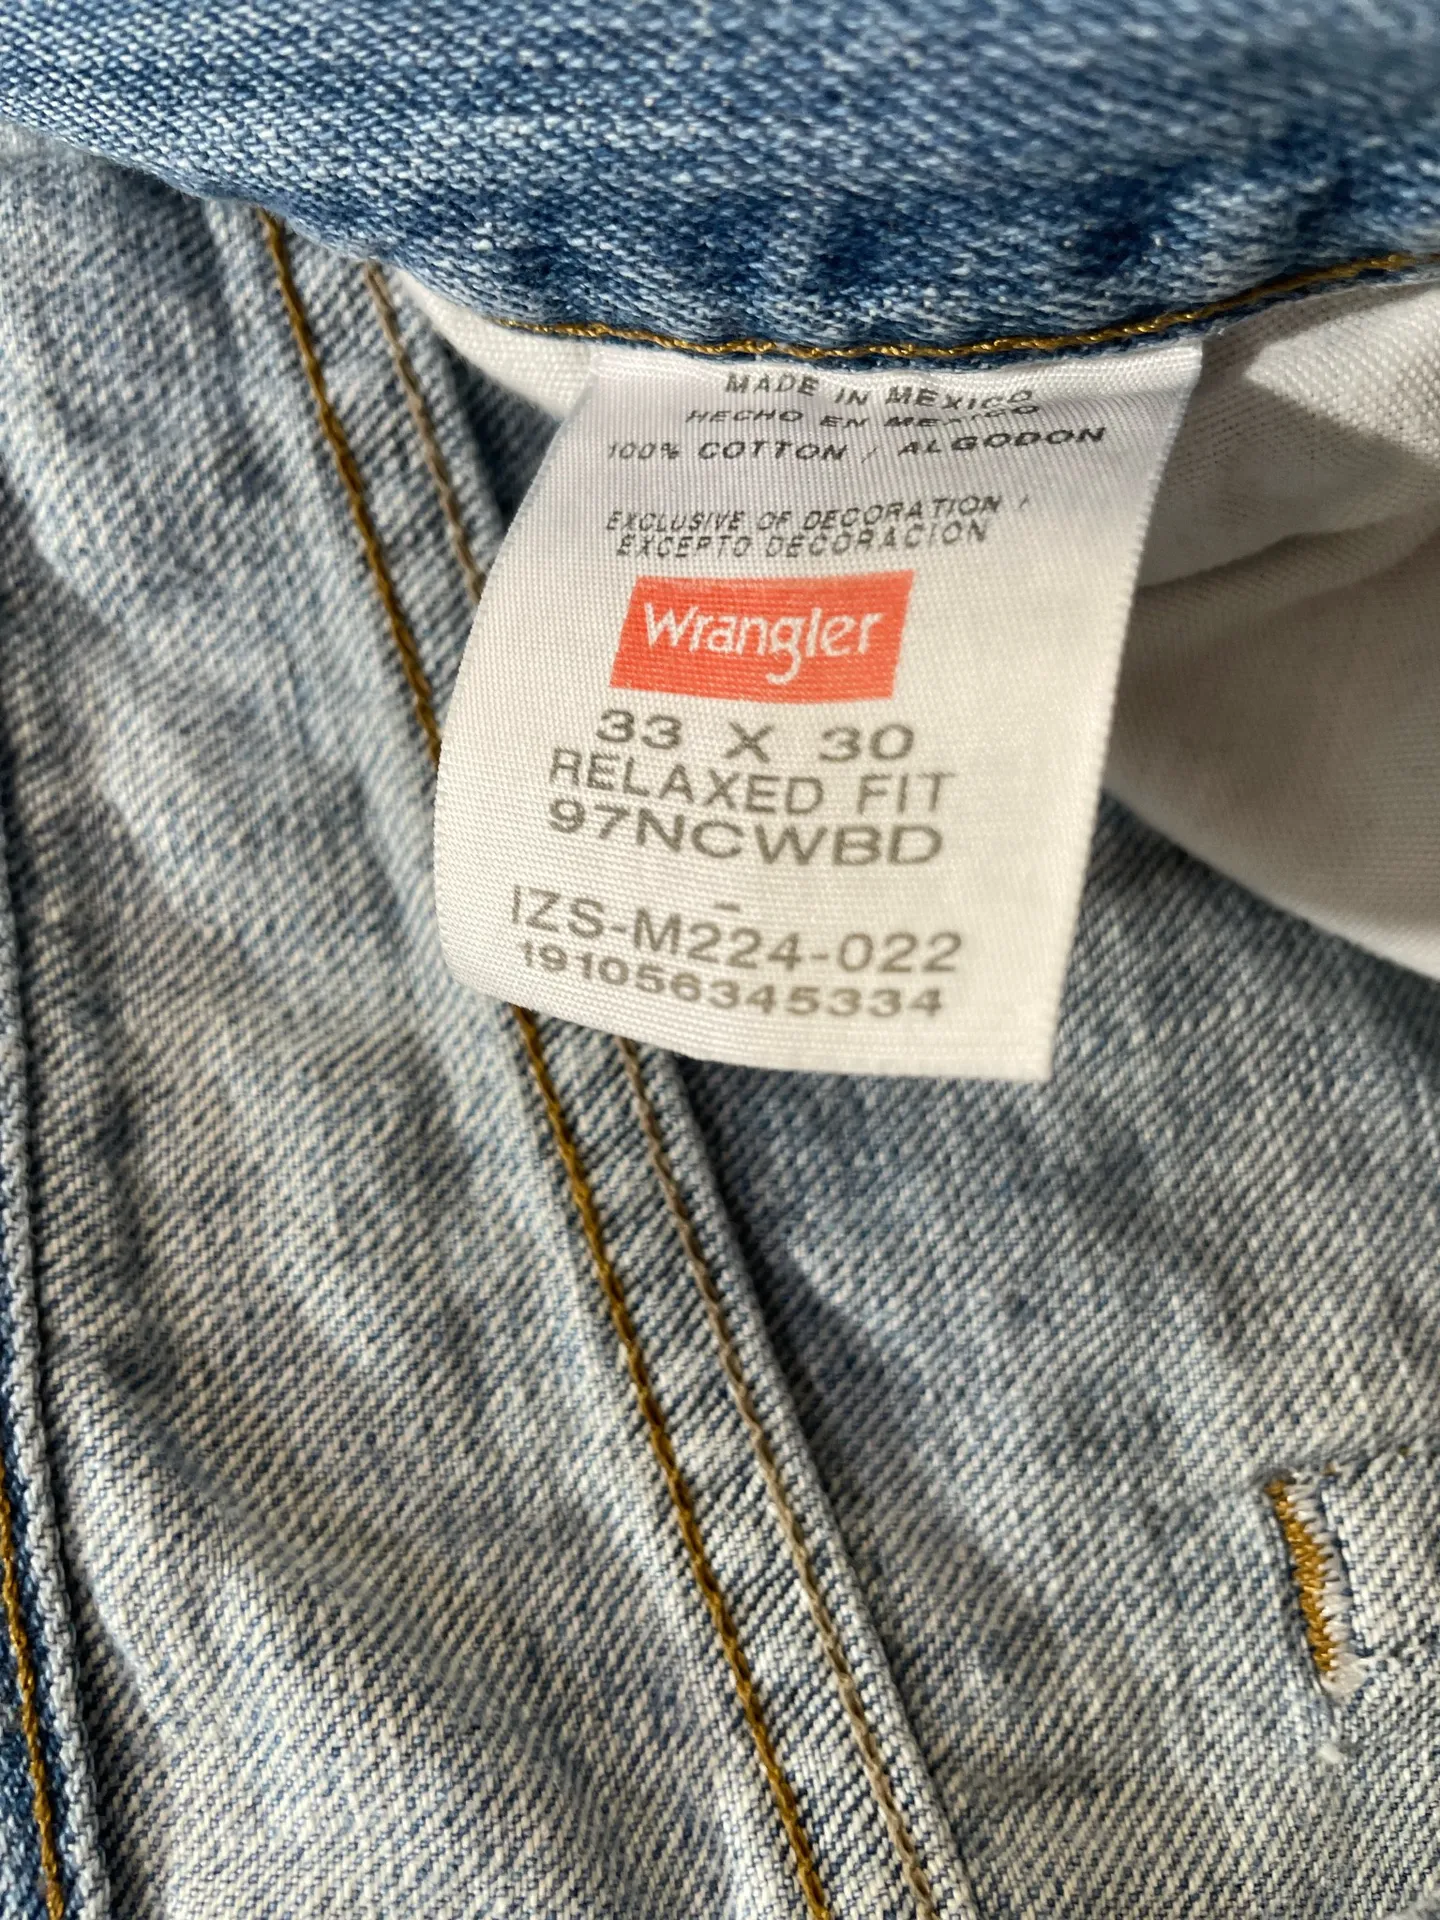 MADE IN MEXICO
HECHO EN MEXICO
100% COTTON / ALGODON
EXCLUSIVE OF DECORATION /
EXCEPTO DECORACION
Wrangler
33 X 30
RELAXED FIT
97NCWBD
-
IZS-M224-022
191056345334